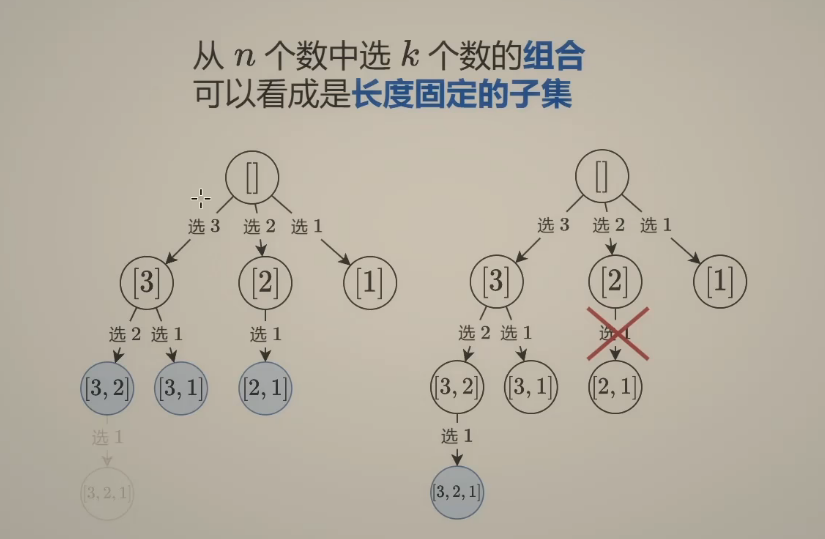 从 n 个数中选 k 个数的组合
可以看成是长度固定的子集
[] []
选 3 选 2 选 1 选 3 选 2 选 1
[3] [2] [1] [3] [2] [1]
选 2 选 1 选 1 选 2 选 1 选 1
[3, 2] [3, 1] [2, 1] [3, 2] [3, 1] [2, 1]
选 1 选 1
[3, 2, 1] [3, 2, 1]